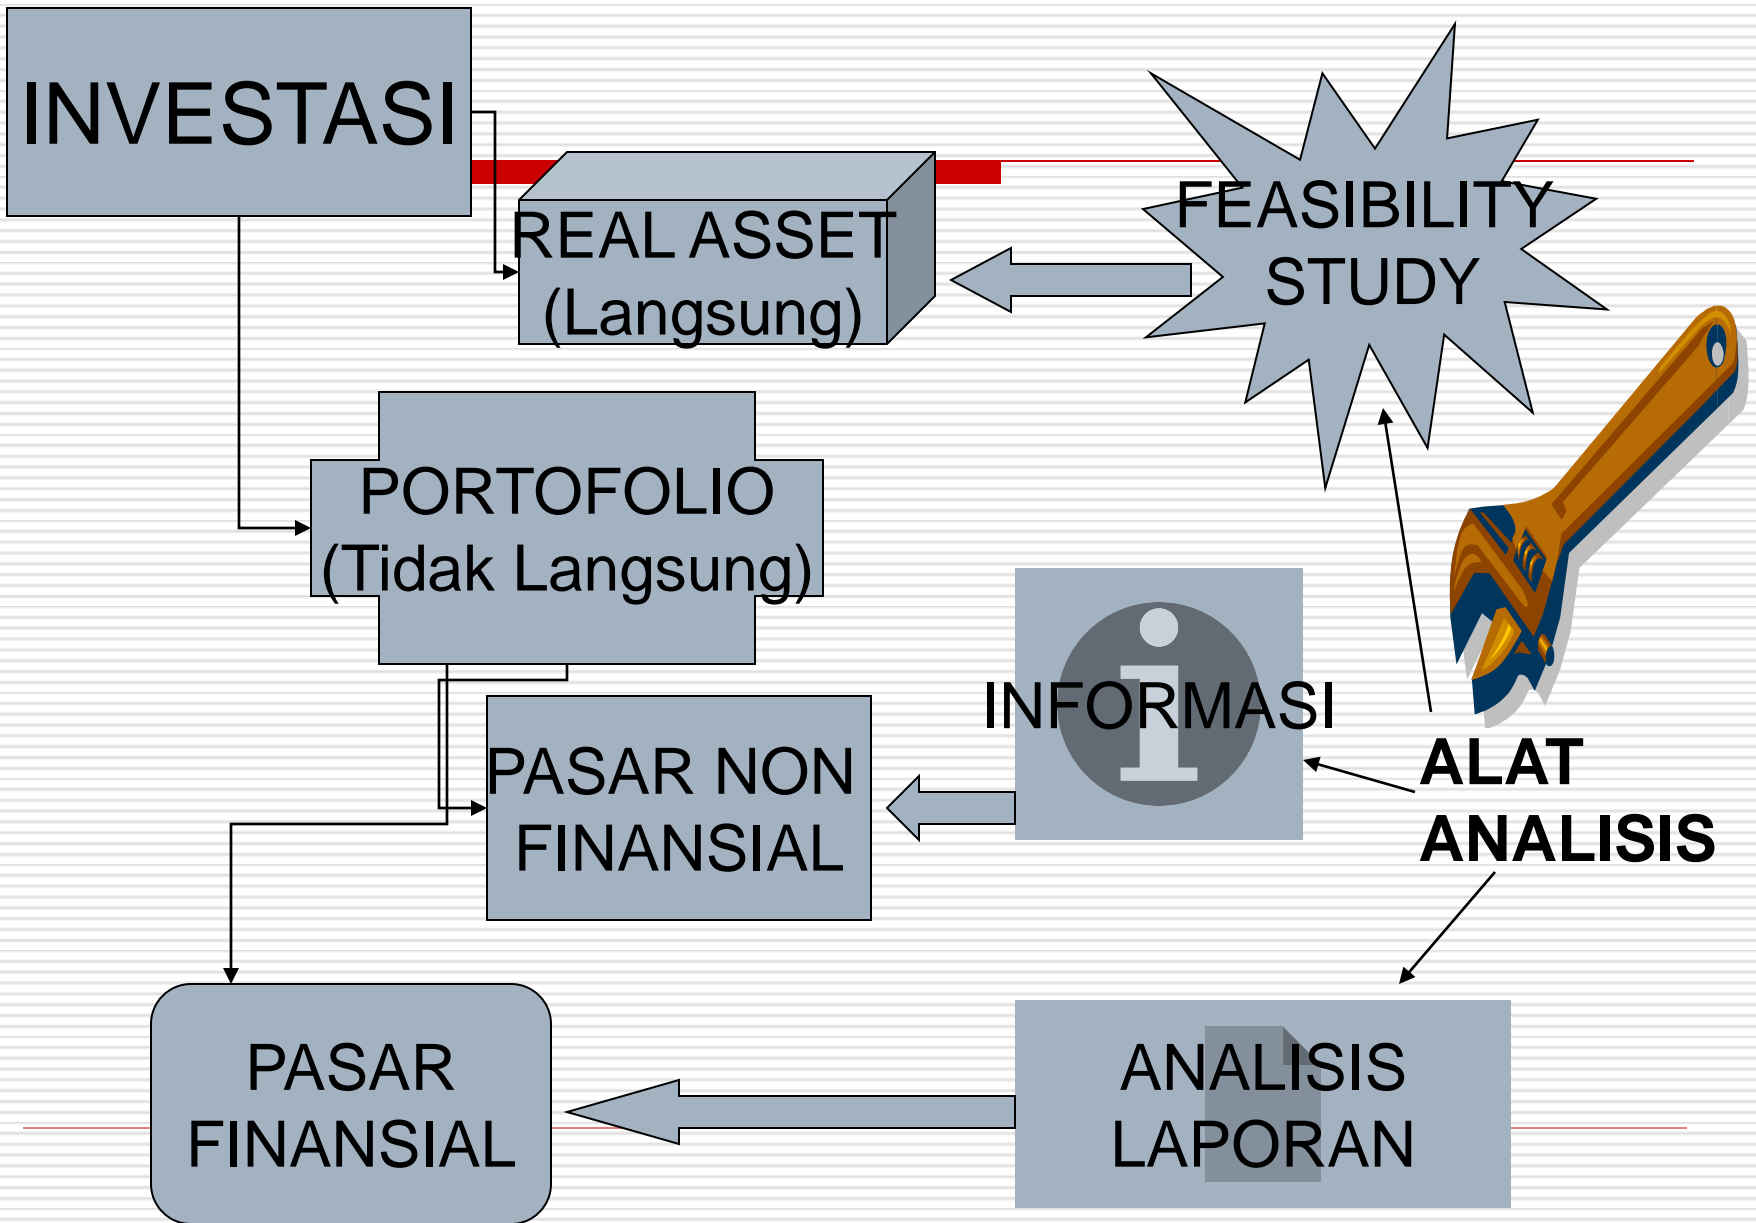 INVESTASI
REAL ASSET
(Langsung)
FEASIBILITY
STUDY
PORTOFOLIO
(Tidak Langsung)
PASAR NON
FINANSIAL
INFORMASI
ALAT
ANALISIS
PASAR
FINANSIAL
ANALISIS
LAPORAN